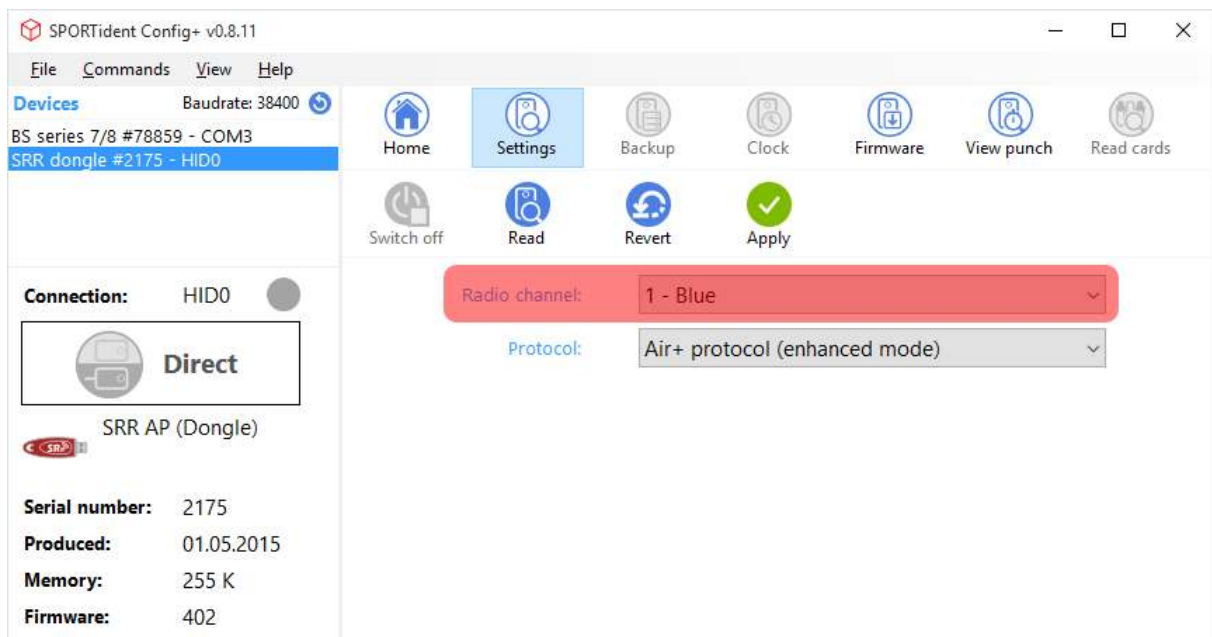 SPORTident Config+ v0.8.11
File Commands View Help
Devices Baudrate: 38400
BS series 7/8 #78859 - COM3
SRR dongle #2175 - HID0
Home Settings Backup Clock Firmware View punch Read cards
Switch off Read Revert Apply
Connection: HID0
Direct
SRR AP (Dongle)
SRR
Serial number: 2175
Produced: 01.05.2015
Memory: 255 K
Firmware: 402
Radio channel: 1 - Blue
Protocol: Air+ protocol (enhanced mode)